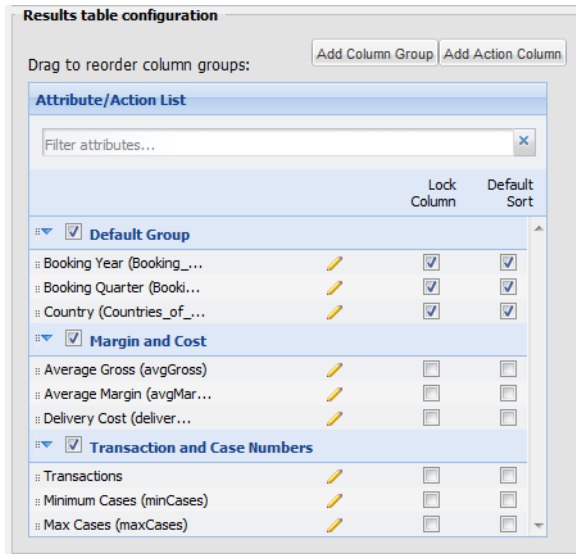 Results table configuration
Drag to reorder column groups:
Add Column Group
Add Action Column
Attribute/Action List
Filter attributes...
Lock Column
Default Sort
Default Group
Booking Year (Booking_...
Booking Quarter (Booki...
Country (Countries_of_...
Margin and Cost
Average Gross (avgGross)
Average Margin (avgMar...
Delivery Cost (deliver...
Transaction and Case Numbers
Transactions
Minimum Cases (minCases)
Max Cases (maxCases)